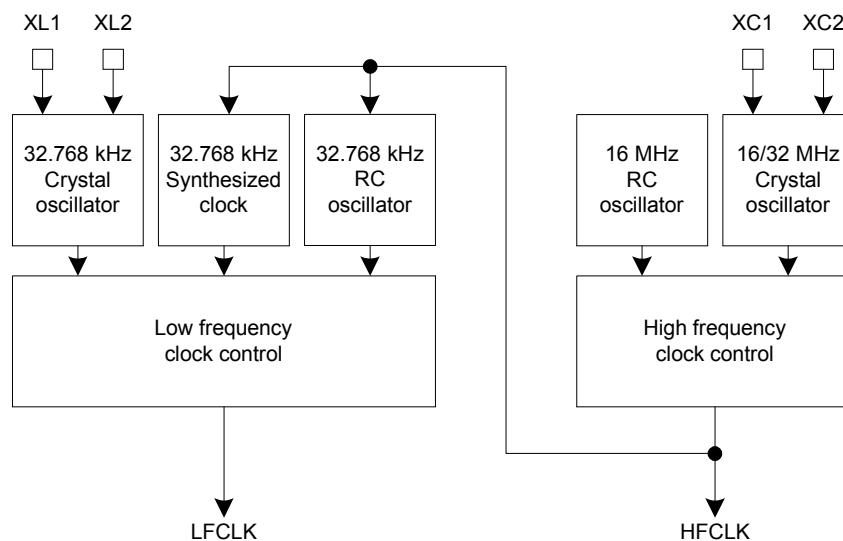 XL1
XL2
XC1
XC2
32.768 kHz
Crystal
oscillator
32.768 kHz
Synthesized
clock
32.768 kHz
RC
oscillator
16 MHz
RC
oscillator
16/32 MHz
Crystal
oscillator
Low frequency
clock control
High frequency
clock control
LFCLK
HFCLK